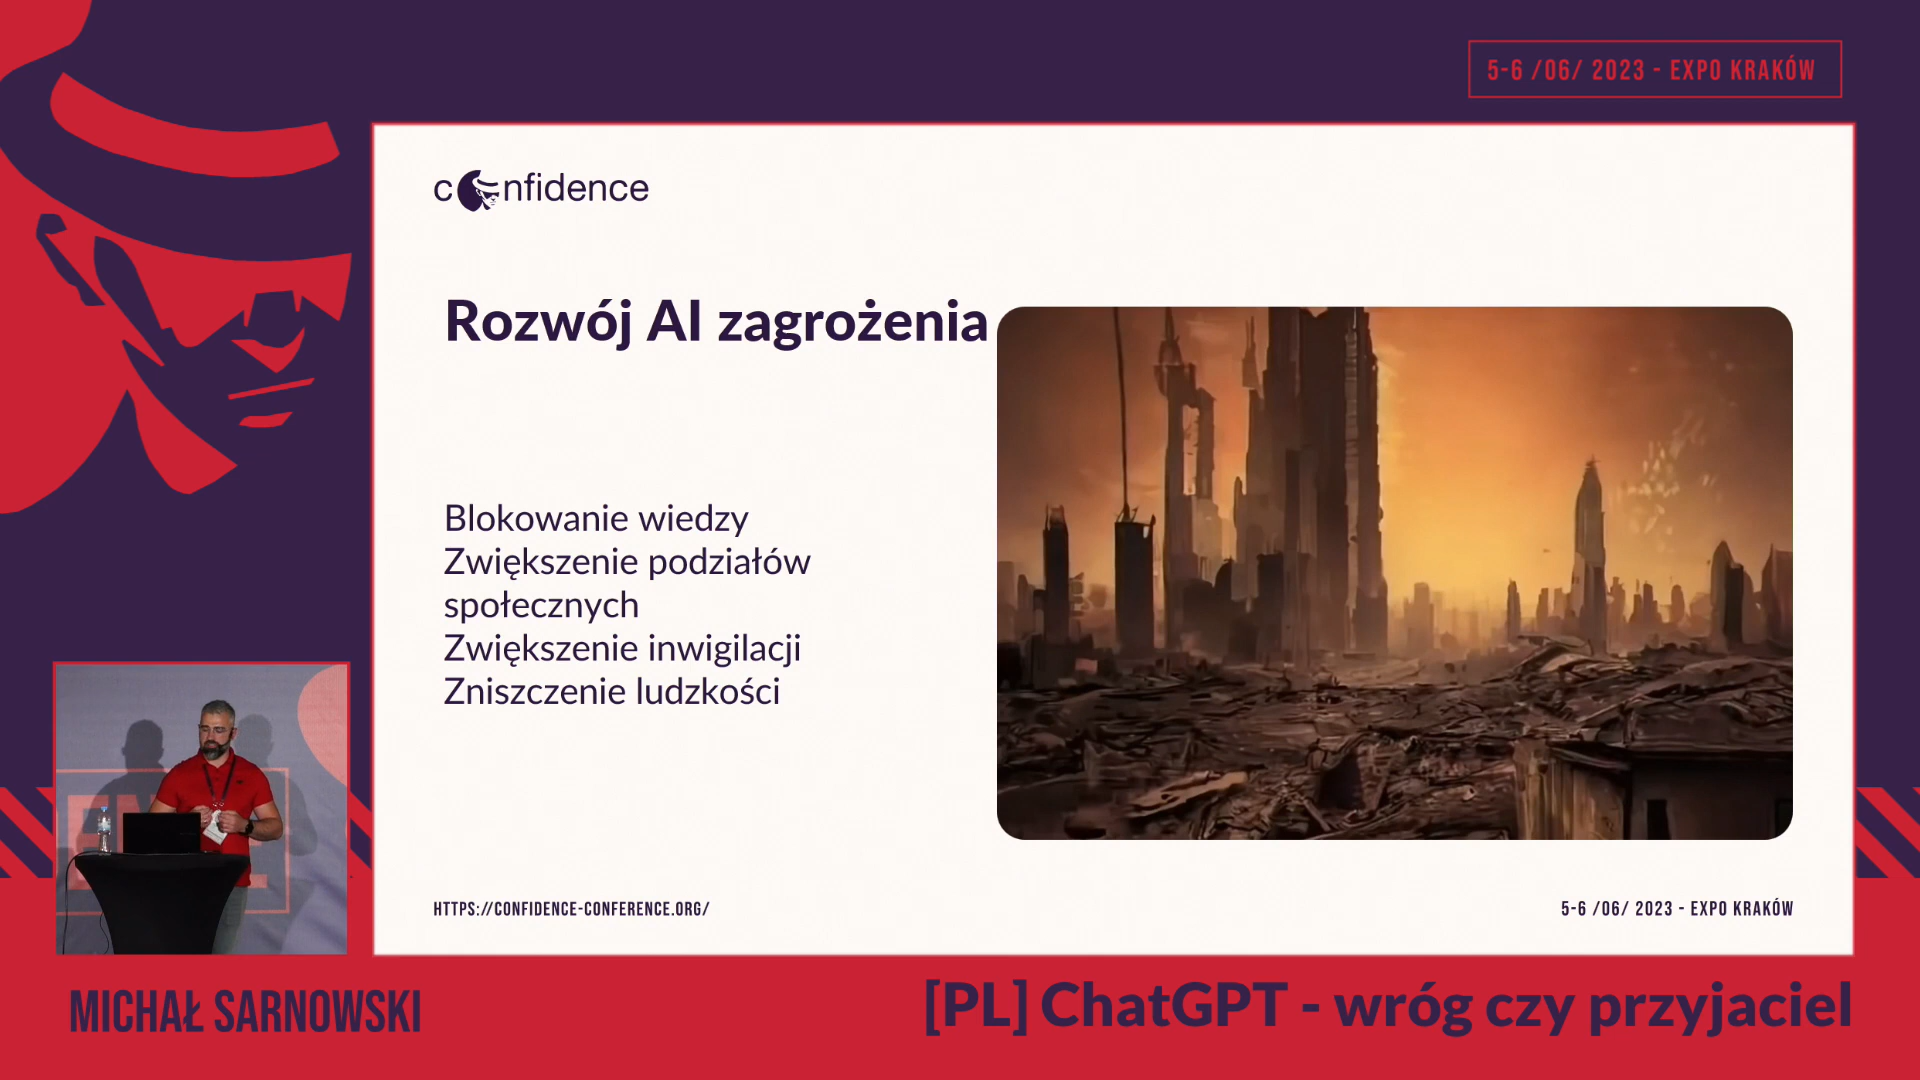 5-6 /06/ 2023 - EXPO KRAKÓW
confidence
Rozwój AI zagrożenia
Blokowanie wiedzy
Zwiększenie podziałów
społecznych
Zwiększenie inwigilacji
Zniszczenie ludzkości
HTTPS://CONFIDENCE-CONFERENCE.ORG/
5-6 /06/ 2023 - EXPO KRAKÓW
MICHAŁ SARNOWSKI
[PL] ChatGPT - wróg czy przyjaciel